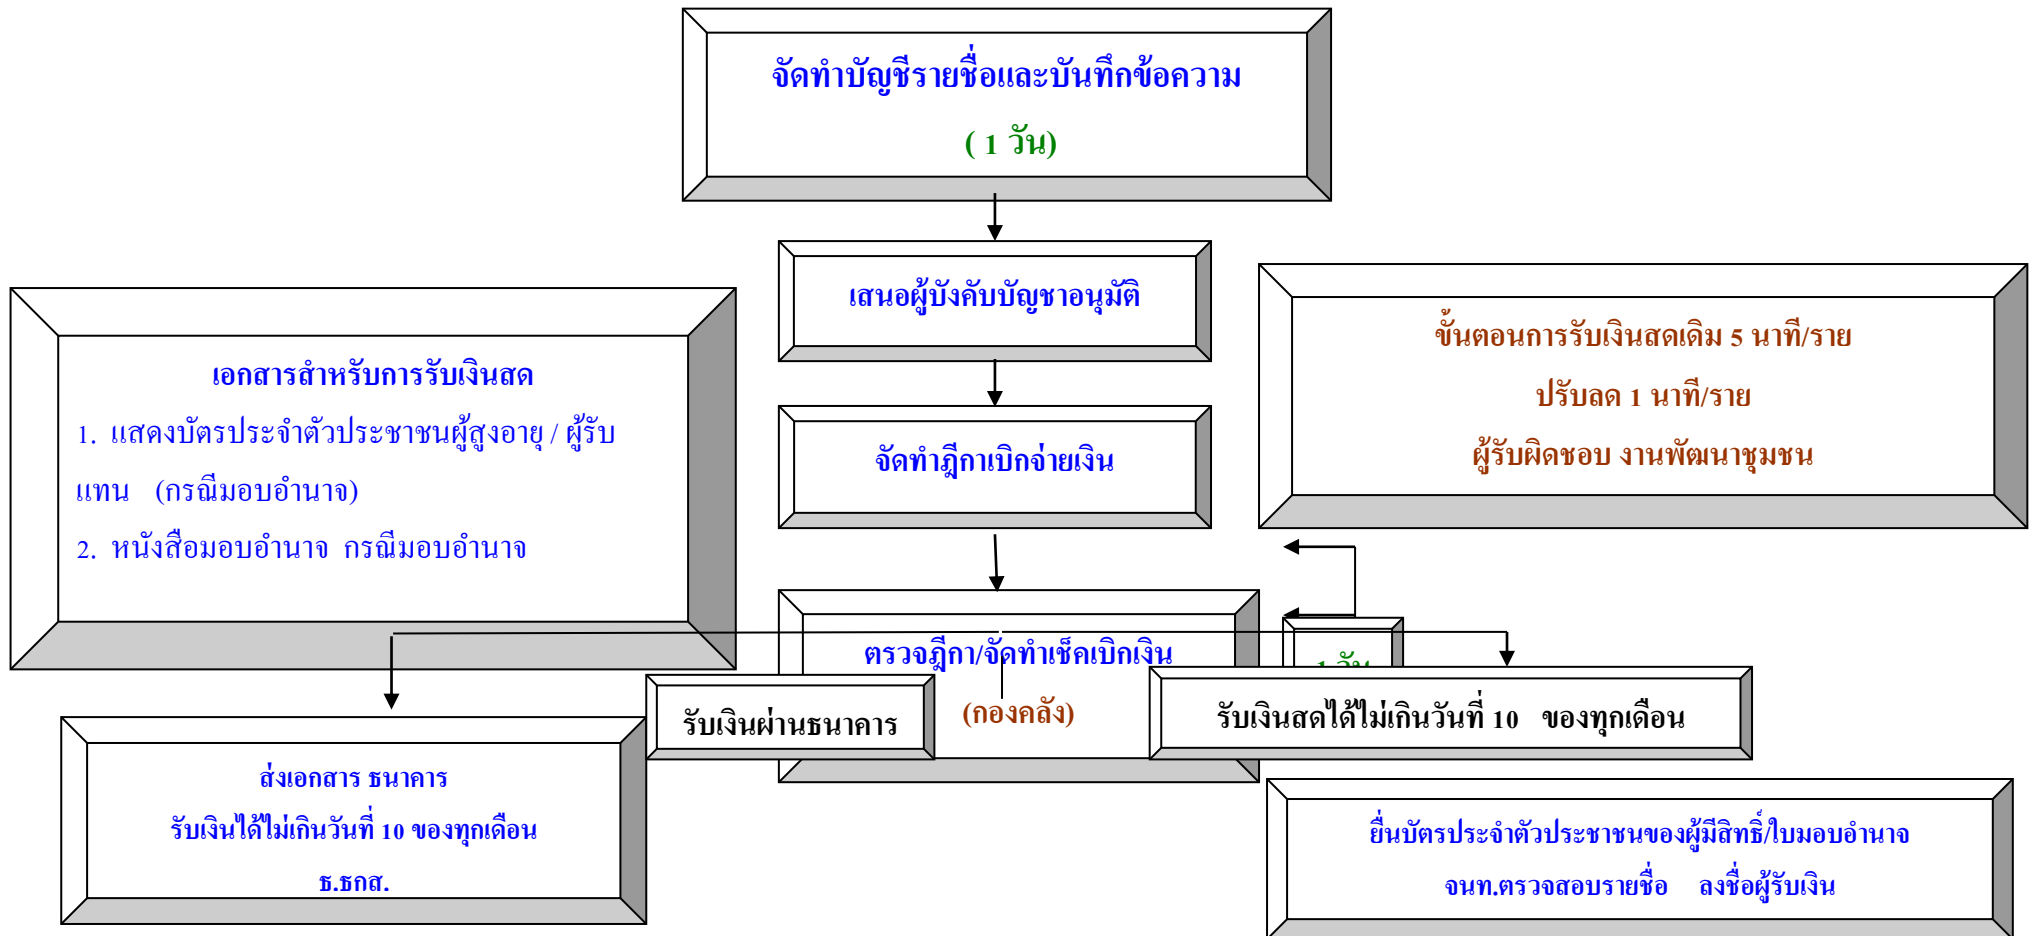 จัดทำบัญชีรายชื่อและบันทึกข้อความ
( 1 วัน)
เสนอผู้บังคับบัญชาอนุมัติ
เอกสารสำหรับการรับเงินสด
1. แสดงบัตรประจำตัวประชาชนผู้สูงอายุ / ผู้รับ
แทน (กรณีมอบอำนาจ)
2. หนังสือมอบอำนาจ กรณีมอบอำนาจ
ขั้นตอนการรับเงินสดเดิม 5 นาที/ราย
ปรับลด 1 นาที/ราย
ผู้รับผิดชอบ งานพัฒนาชุมชน
จัดทำฎีกาเบิกจ่ายเงิน
ตรวจฎีกา/จัดทำเช็คเบิกเงิน
(กองคลัง)
1 วัน
รับเงินผ่านธนาคาร
รับเงินสดได้ไม่เกินวันที่ 10 ของทุกเดือน
ส่งเอกสาร ธนาคาร
รับเงินได้ไม่เกินวันที่ 10 ของทุกเดือน
ธ.ธกส.
ยื่นบัตรประจำตัวประชาชนของผู้มีสิทธิ์/ใบมอบอำนาจ
จนท.ตรวจสอบรายชื่อ ลงชื่อผู้รับเงิน